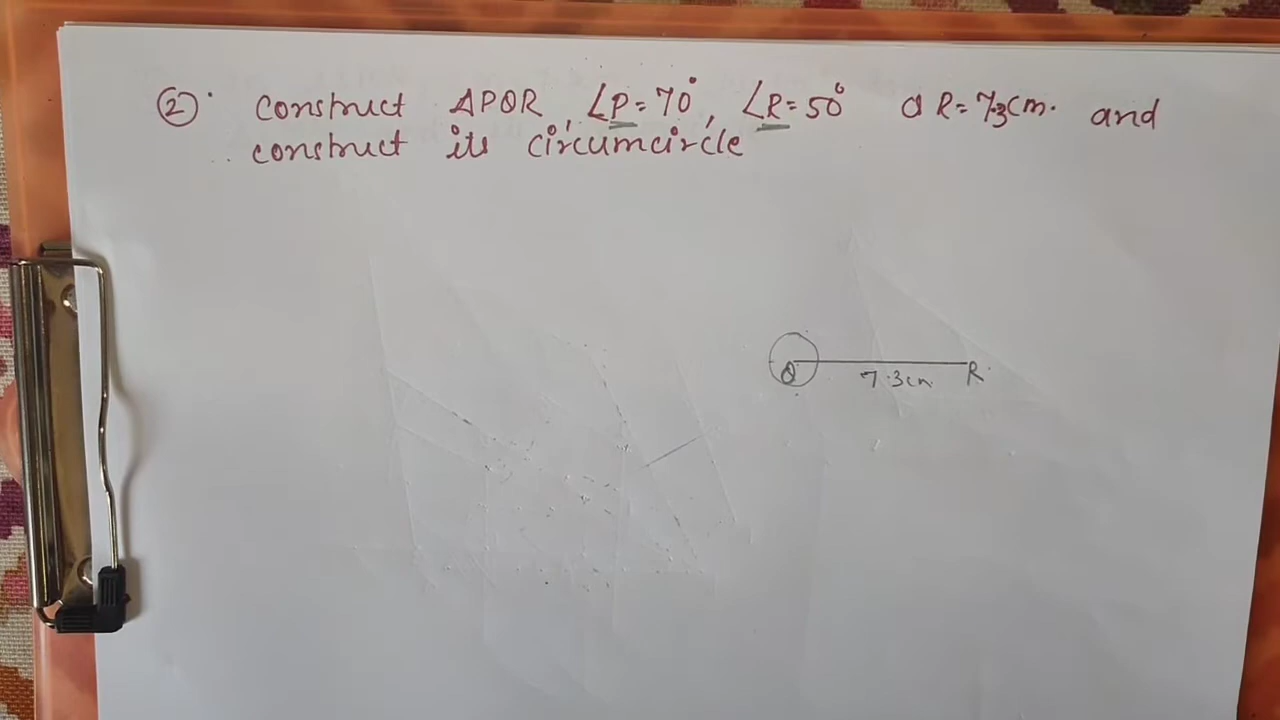 ② construct ΔPQR, ∠P=70°, ∠R=50° QR=7.3cm. and
construct its circumcircle
Q 7.3cm R